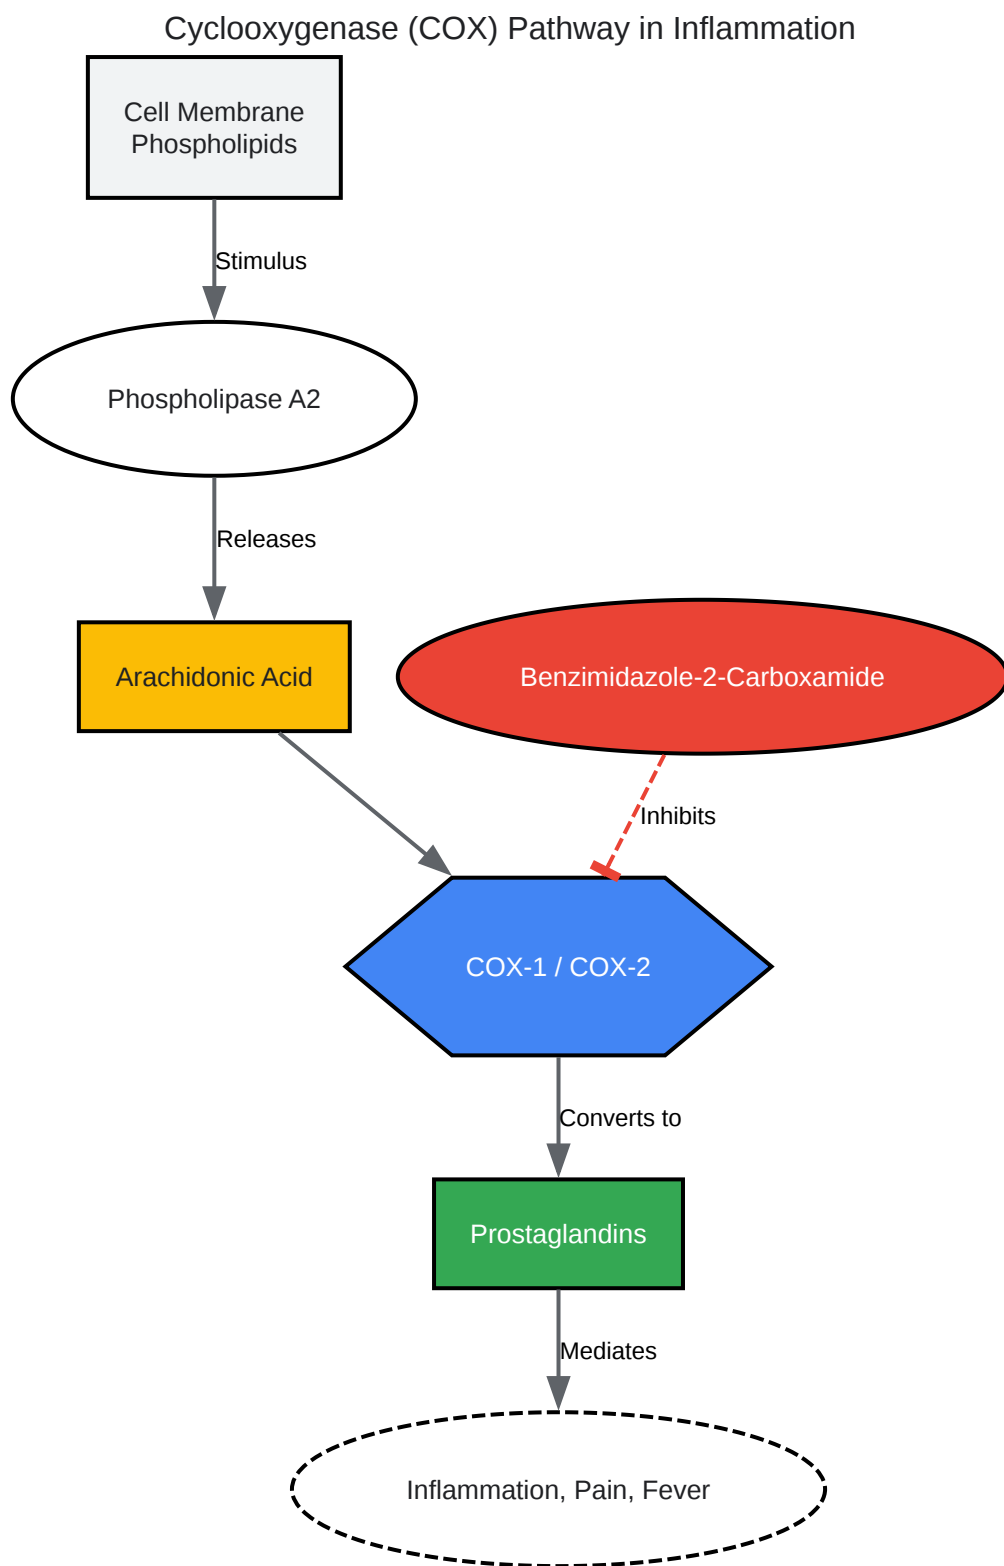 Cyclooxygenase (COX) Pathway in Inflammation
Cell Membrane
Phospholipids
Stimulus
Phospholipase A2
Releases
Arachidonic Acid
Benzimidazole-2-Carboxamide
Inhibits
COX-1 / COX-2
Converts to
Prostaglandins
Mediates
Inflammation, Pain, Fever